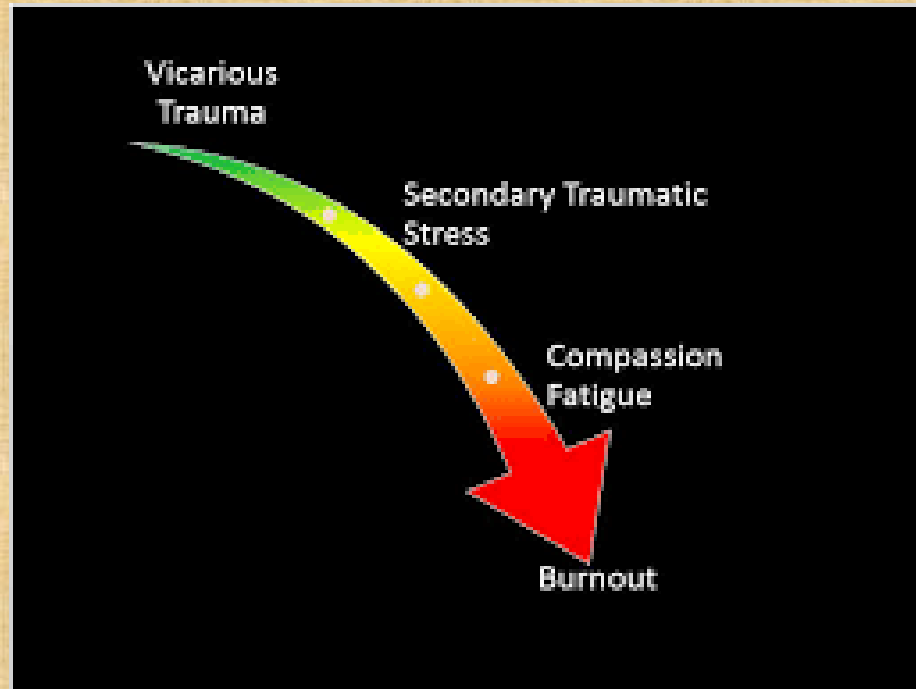 Vicarious
Trauma
Secondary Traumatic
Stress
Compassion
Fatigue
Burnout